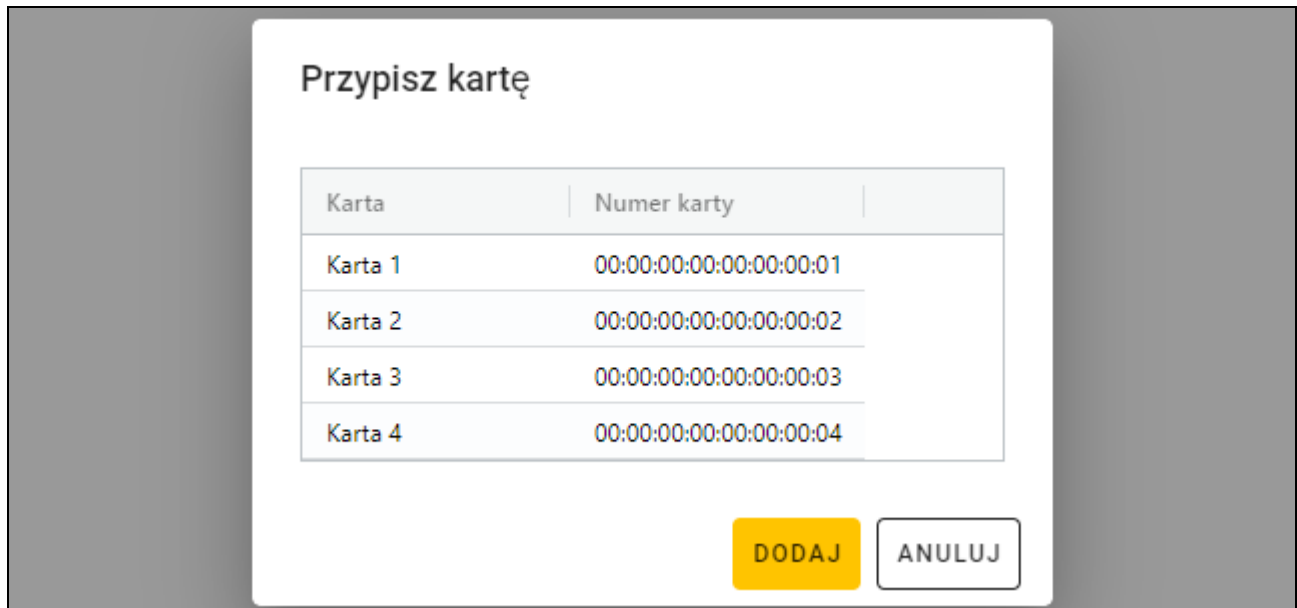 Przypisz kartę
Karta Numer karty
Karta 1 00:00:00:00:00:00:00:01
Karta 2 00:00:00:00:00:00:00:02
Karta 3 00:00:00:00:00:00:00:03
Karta 4 00:00:00:00:00:00:00:04
DODAJ ANULUJ